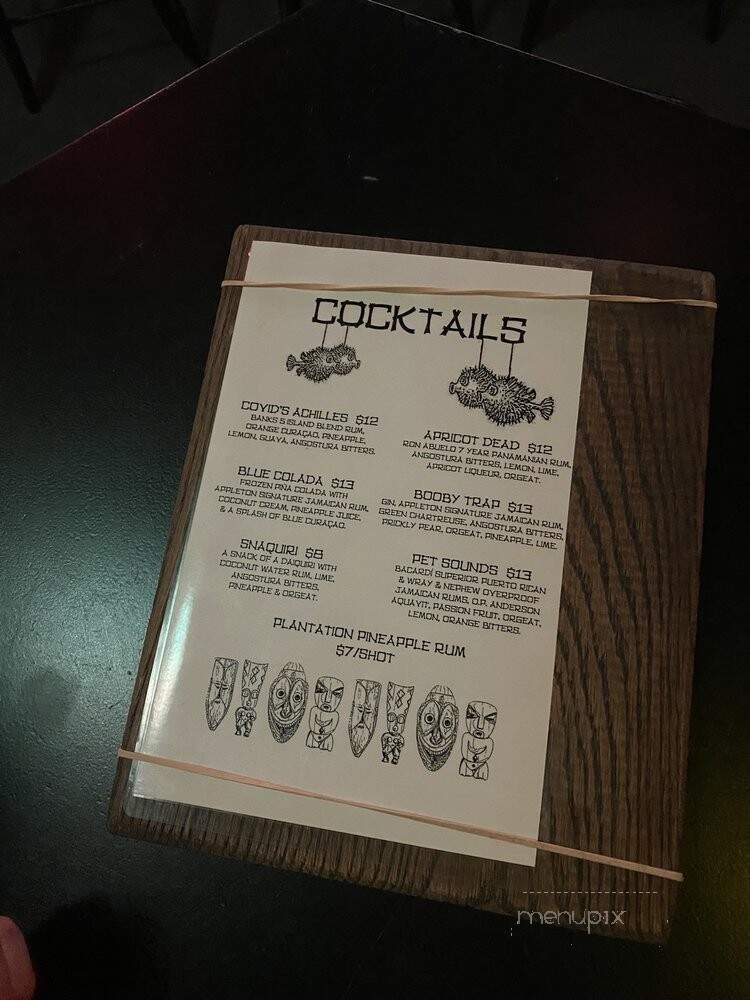 COCKTAILS
COVID'S ACHILLES $12
BANKS 5 ISLAND BLEND RUM,
ORANGE CURAÇAO, PINEAPPLE,
LEMON, GUAVA, ANGOSTURA BITTERS.
APRICOT DEAD $12
RON ABUELO 7 YEAR PANAMANIAN RUM,
ANGOSTURA BITTERS, LEMON, LIME,
APRICOT LIQUEUR, ORGEAT.
BLUE COLADA $13
FROZEN PIÑA COLADA WITH
APPLETON SIGNATURE JAMAICAN RUM,
COCONUT CREAM, PINEAPPLE JUICE,
& A SPLASH OF BLUE CURAÇAO.
BOOBY TRAP $13
GIN, APPLETON SIGNATURE JAMAICAN RUM,
GREEN CHARTREUSE, ANGOSTURA BITTERS,
PRICKLY PEAR, ORGEAT, PINEAPPLE, LIME.
SNAQUIRI $8
A SNACK OF A DAIQUIRI WITH
COCONUT WATER RUM, LIME,
ANGOSTURA BITTERS,
PINEAPPLE & ORGEAT.
PET SOUNDS $13
BACARDÍ SUPERIOR PUERTO RICAN
& WRAY & NEPHEW OVERPROOF
JAMAICAN RUMS, O.P. ANDERSON
AQUAVIT, PASSION FRUIT, ORGEAT,
LEMON, ORANGE BITTERS.
PLANTATION PINEAPPLE RUM
$7/SHOT
menupix